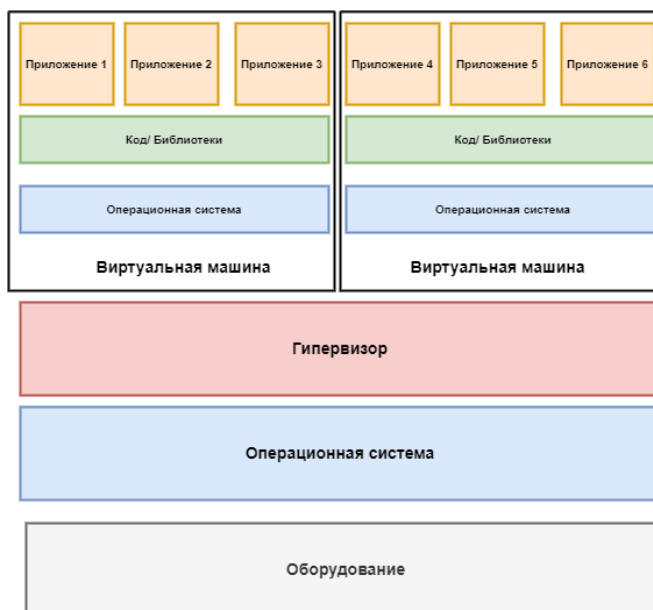 Приложение 1
Приложение 2
Приложение 3
Приложение 4
Приложение 5
Приложение 6
Код/ Библиотеки
Код/ Библиотеки
Операционная система
Операционная система
Виртуальная машина
Виртуальная машина
Гипервизор
Операционная система
Оборудование